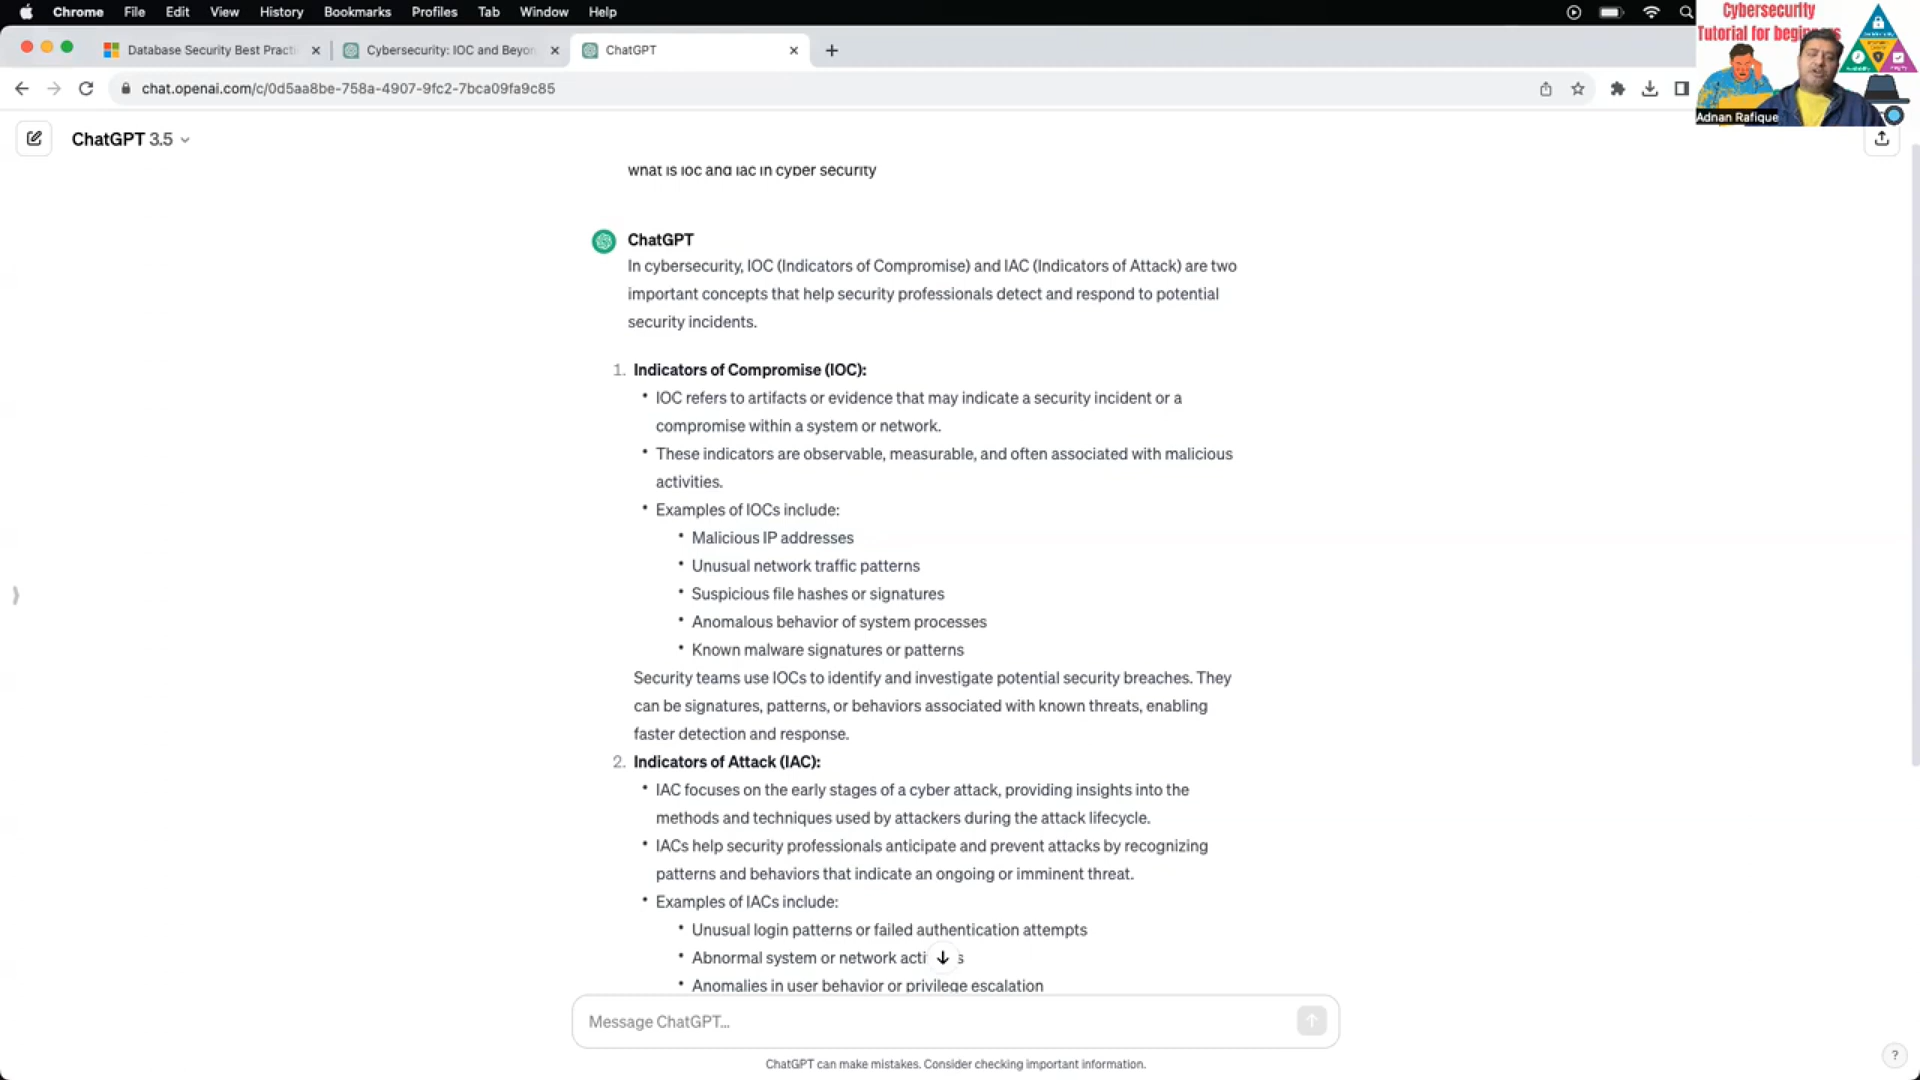 Chrome File Edit View History Bookmarks Profiles Tab Window Help
Cybersecurity
Tutorial for beginners
Adnan Rafique
Database Security Best Practi
Cybersecurity: IOC and Beyon
ChatGPT
chat.openai.com/c/0d5aa8be-758a-4907-9fc2-7bca09fa9c85
ChatGPT 3.5
what is ioc and iac in cyber security
ChatGPT
In cybersecurity, IOC (Indicators of Compromise) and IAC (Indicators of Attack) are two
important concepts that help security professionals detect and respond to potential
security incidents.
1. Indicators of Compromise (IOC):
• IOC refers to artifacts or evidence that may indicate a security incident or a
compromise within a system or network.
• These indicators are observable, measurable, and often associated with malicious
activities.
• Examples of IOCs include:
• Malicious IP addresses
• Unusual network traffic patterns
• Suspicious file hashes or signatures
• Anomalous behavior of system processes
• Known malware signatures or patterns
Security teams use IOCs to identify and investigate potential security breaches. They
can be signatures, patterns, or behaviors associated with known threats, enabling
faster detection and response.
2. Indicators of Attack (IAC):
• IAC focuses on the early stages of a cyber attack, providing insights into the
methods and techniques used by attackers during the attack lifecycle.
• IACs help security professionals anticipate and prevent attacks by recognizing
patterns and behaviors that indicate an ongoing or imminent threat.
• Examples of IACs include:
• Unusual login patterns or failed authentication attempts
• Abnormal system or network acti s
• Anomalies in user behavior or privilege escalation
Message ChatGPT...
ChatGPT can make mistakes. Consider checking important information.
?